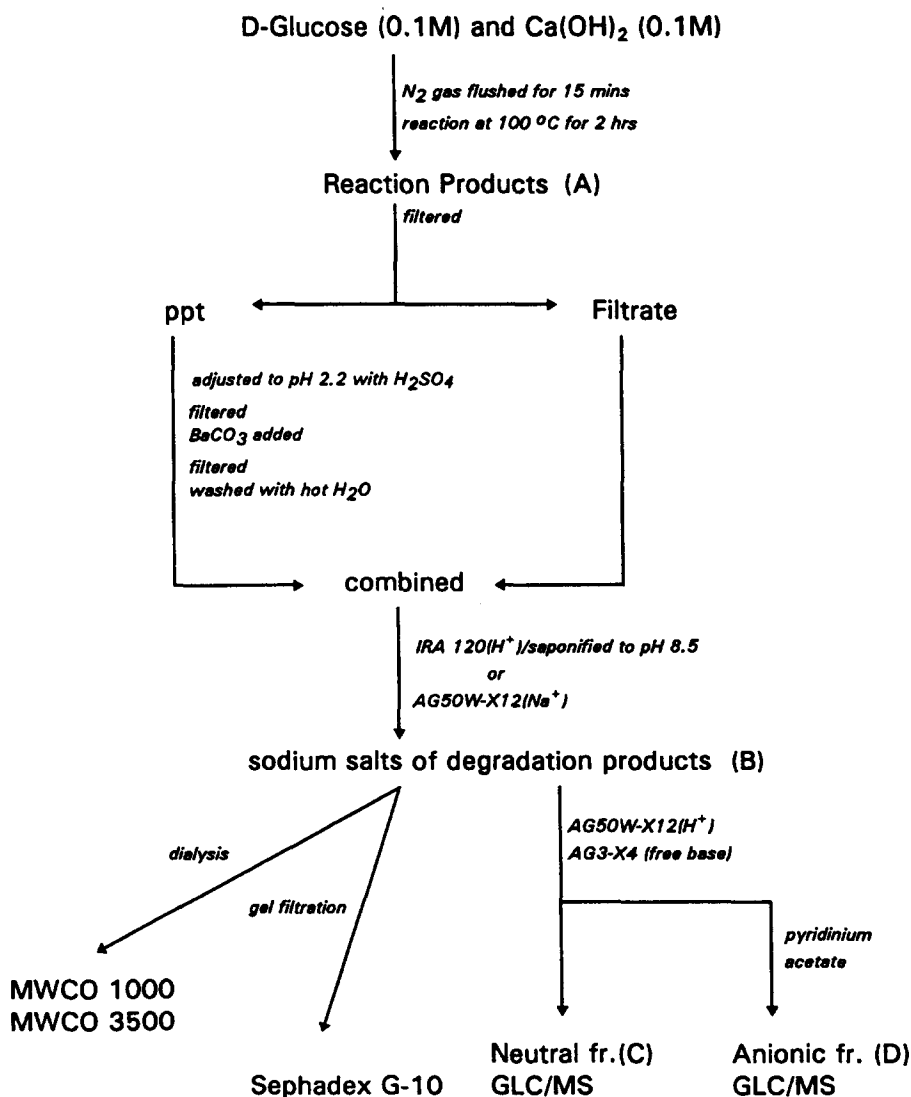 D-Glucose (0.1M) and Ca(OH)₂ (0.1M)
N₂ gas flushed for 15 mins
reaction at 100 °C for 2 hrs
Reaction Products (A)
filtered
ppt
Filtrate
adjusted to pH 2.2 with H₂SO₄
filtered
BaCO₃ added
filtered
washed with hot H₂O
combined
IRA 120(H⁺)/saponified to pH 8.5
or
AG50W-X12(Na⁺)
sodium salts of degradation products (B)
AG50W-X12(H⁺)
AG3-X4 (free base)
dialysis
gel filtration
pyridinium
acetate
MWCO 1000
MWCO 3500
Sephadex G-10
Neutral fr.(C)
GLC/MS
Anionic fr. (D)
GLC/MS